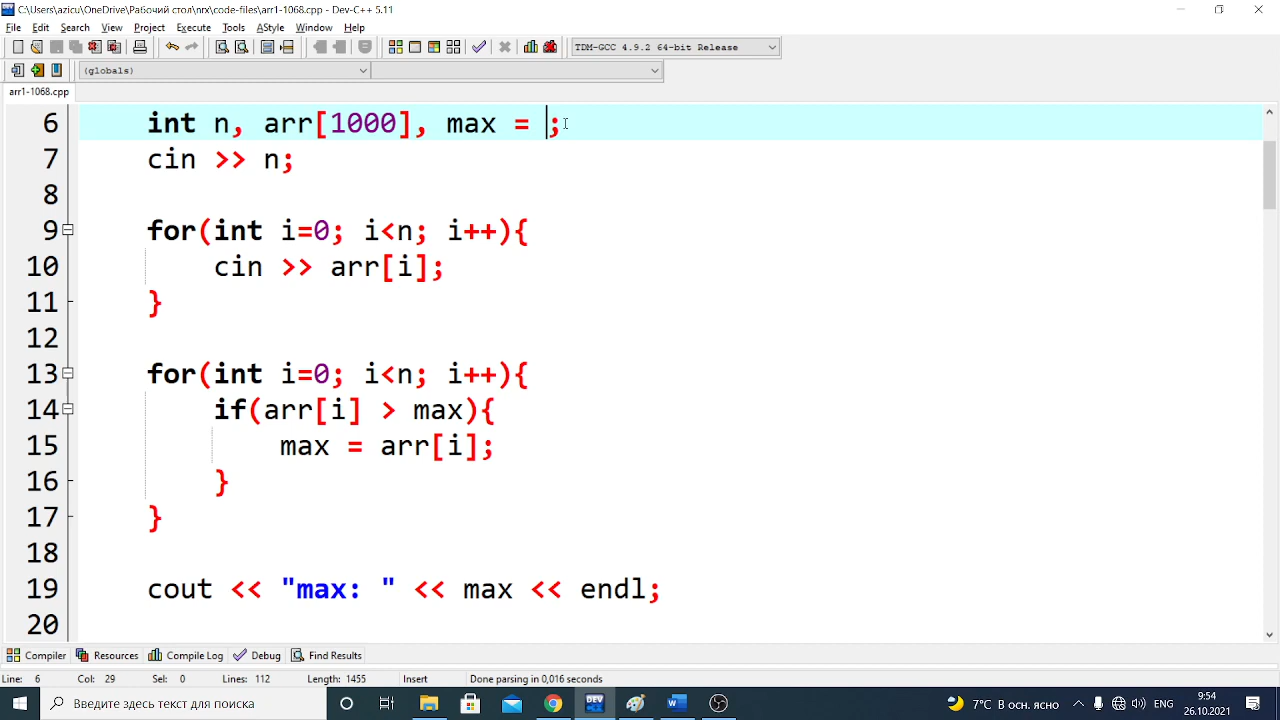 C:\Users\azicu\OneDrive\Рабочий стол\прх\code-files\arr1-1068.cpp - Dev-C++ 5.11
File Edit Search View Project Execute Tools AStyle Window Help
TDM-GCC 4.9.2 64-bit Release
(globals)
arr1-1068.cpp
6 int n, arr[1000], max = ;
7 cin >> n;
8
9 for(int i=0; i<n; i++){
10 cin >> arr[i];
11 }
12
13 for(int i=0; i<n; i++){
14 if(arr[i] > max){
15 max = arr[i];
16 }
17 }
18
19 cout << "max: " << max << endl;
20
Compiler Resources Compile Log Debug Find Results
Line: 6 Col: 29 Sel: 0 Lines: 112 Length: 1455 Insert Done parsing in 0,016 seconds
Введите здесь текст для поиска
7°C В осн. ясно ENG 9:54
26.10.2021